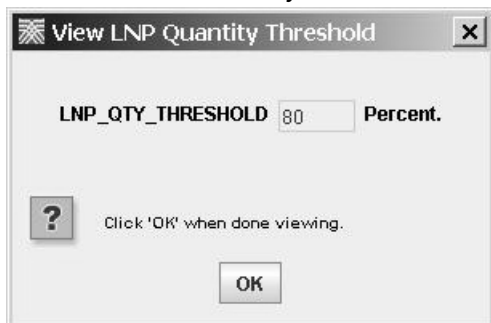 View LNP Quantity Threshold
LNP_QTY_THRESHOLD 80 Percent.
? Click 'OK' when done viewing.
OK